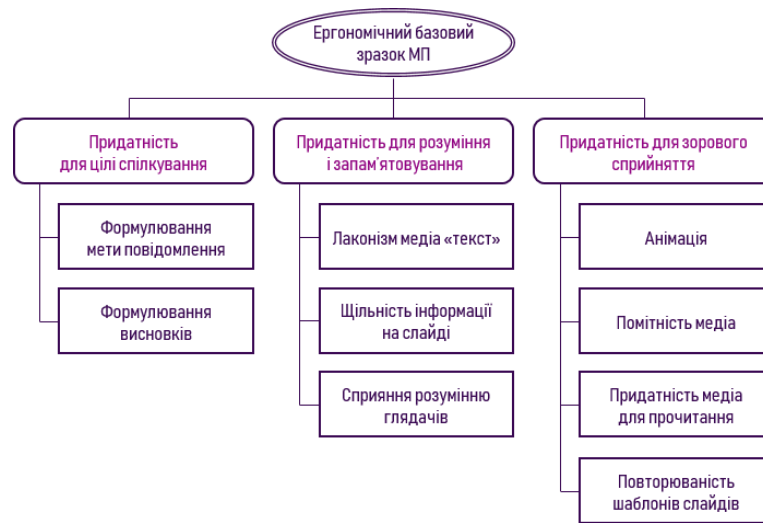 Ергономічний базовий
зразок МП
Придатність
для цілі спілкування
Формулювання
мети повідомлення
Формулювання
висновків
Придатність для розуміння
і запам’ятовування
Лаконізм медіа «текст»
Щільність інформації
на слайді
Сприяння розумінню
глядачів
Придатність для зорового
сприйняття
Анімація
Помітність медіа
Придатність медіа
для прочитання
Повторюваність
шаблонів слайдів